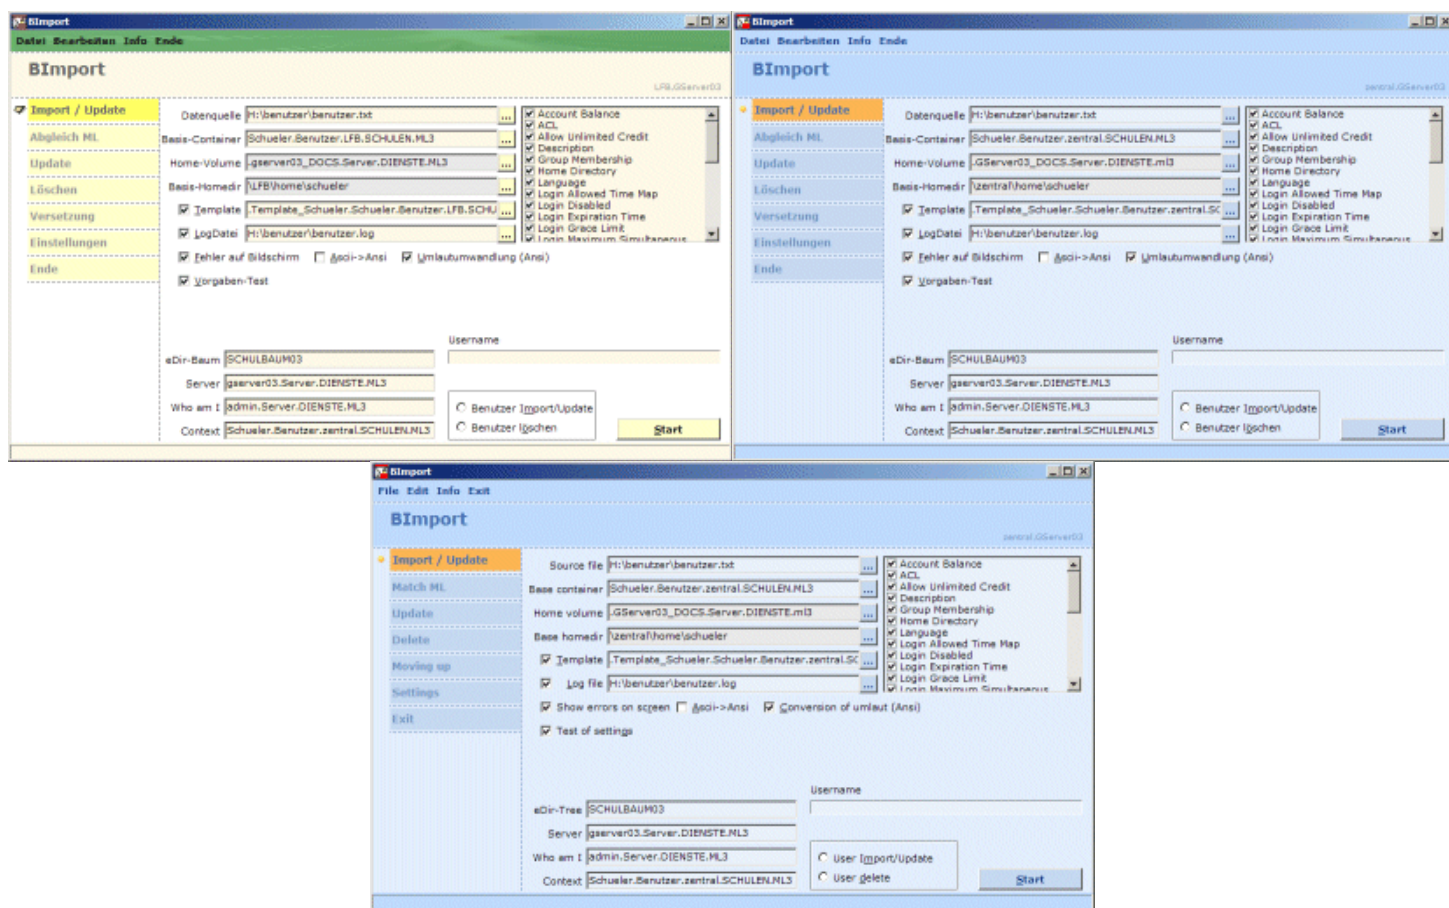 BImport
Datei Bearbeiten Info Ende
BImport
LFB.GServer03
Import / Update
Abgleich ML
Update
Löschen
Versetzung
Einstellungen
Ende
Datenquelle H:\benutzer\benutzer.txt ...
Basis-Container Schueler.Benutzer.LFB.SCHULEN.ML3 ...
Home-Volume .gserver03_DOCS.Server.DIENSTE.ML3 ...
Basis-Homedir \LFB\home\schueler ...
Template .Template_Schueler.Schueler.Benutzer.LFB.SCHU ...
LogDatei H:\benutzer\benutzer.log ...
Account Balance
ACL
Allow Unlimited Credit
Description
Group Membership
Home Directory
Language
Login Allowed Time Map
Login Disabled
Login Expiration Time
Login Grace Limit
Login Maximum Simultaneous
Fehler auf Bildschirm Ascii->Ansi Umlautumwandlung (Ansi)
Vorgaben-Test
Username
eDir-Baum SCHULBAUM03
Server gserver03.Server.DIENSTE.ML3
Who am I admin.Server.DIENSTE.ML3
Context Schueler.Benutzer.zentral.SCHULEN.ML3
Benutzer Import/Update
Benutzer löschen
Start
BImport
Datei Bearbeiten Info Ende
BImport
zentral.GServer03
Import / Update
Abgleich ML
Update
Löschen
Versetzung
Einstellungen
Ende
Datenquelle H:\benutzer\benutzer.txt ...
Basis-Container Schueler.Benutzer.zentral.SCHULEN.ML3 ...
Home-Volume .GServer03_DOCS.Server.DIENSTE.ml3 ...
Basis-Homedir \zentral\home\schueler ...
Template .Template_Schueler.Schueler.Benutzer.zentral.SC ...
LogDatei H:\benutzer\benutzer.log ...
Account Balance
ACL
Allow Unlimited Credit
Description
Group Membership
Home Directory
Language
Login Allowed Time Map
Login Disabled
Login Expiration Time
Login Grace Limit
Login Maximum Simultaneous
Fehler auf Bildschirm Ascii->Ansi Umlautumwandlung (Ansi)
Vorgaben-Test
Username
eDir-Baum SCHULBAUM03
Server gserver03.Server.DIENSTE.ML3
Who am I admin.Server.DIENSTE.ML3
Context Schueler.Benutzer.zentral.SCHULEN.ML3
Benutzer Import/Update
Benutzer löschen
Start
BImport
File Edit Info Exit
BImport
zentral.GServer03
Import / Update
Match ML
Update
Delete
Moving up
Settings
Exit
Source file H:\benutzer\benutzer.txt ...
Base container Schueler.Benutzer.zentral.SCHULEN.ML3 ...
Home volume .GServer03_DOCS.Server.DIENSTE.ml3 ...
Base homedir \zentral\home\schueler ...
Template .Template_Schueler.Schueler.Benutzer.zentral.SC ...
Log file H:\benutzer\benutzer.log ...
Account Balance
ACL
Allow Unlimited Credit
Description
Group Membership
Home Directory
Language
Login Allowed Time Map
Login Disabled
Login Expiration Time
Login Grace Limit
Login Maximum Simultaneous
Show errors on screen Ascii->Ansi Conversion of umlaut (Ansi)
Test of settings
Username
eDir-Tree SCHULBAUM03
Server gserver03.Server.DIENSTE.ML3
Who am I admin.Server.DIENSTE.ML3
Context Schueler.Benutzer.zentral.SCHULEN.ML3
User Import/Update
User delete
Start